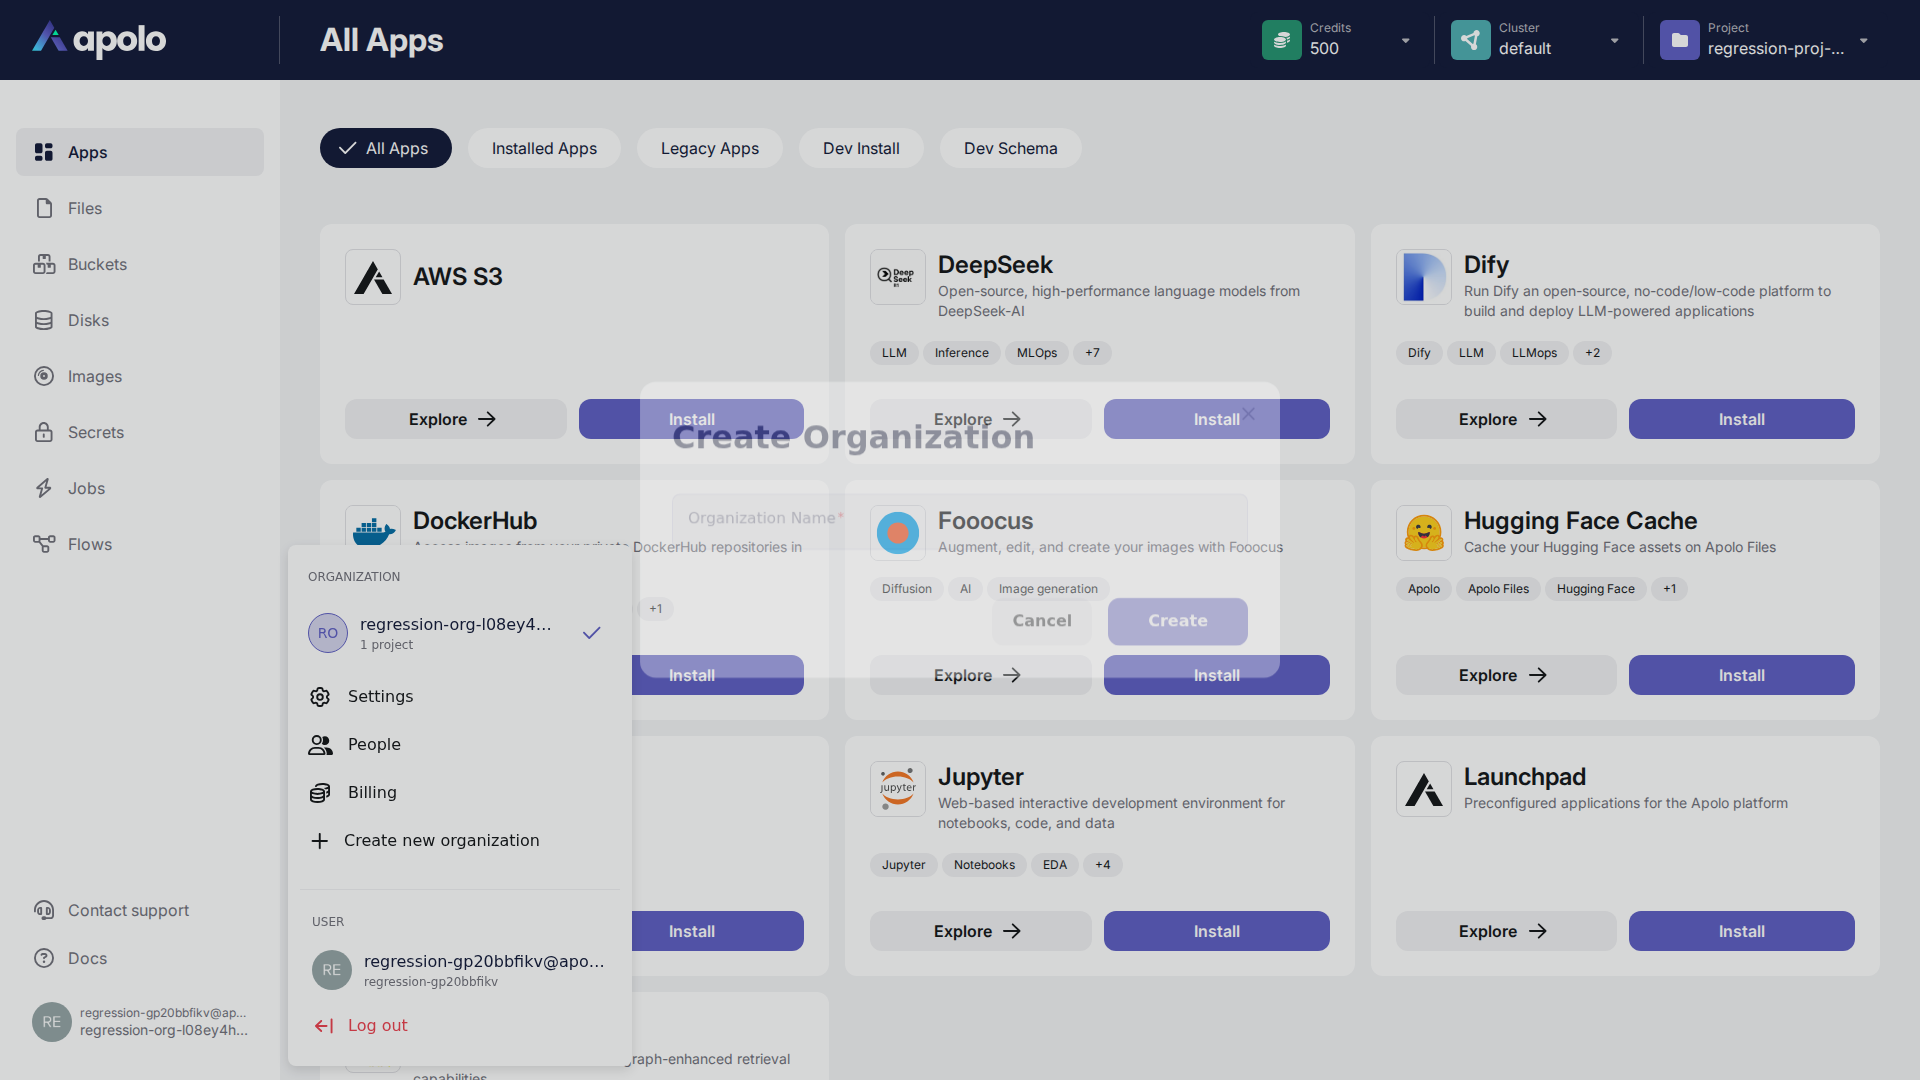 apolo
All Apps
Credits
500
Cluster
default
Project
regression-proj-...
Apps
Files
Buckets
Disks
Images
Secrets
Jobs
Flows
Contact support
Docs
RE
regression-gp20bbfikv@ap...
regression-org-l08ey4h...
All Apps
Installed Apps
Legacy Apps
Dev Install
Dev Schema
AWS S3
Explore
Install
DeepSeek
Open-source, high-performance language models from
DeepSeek-AI
LLM
Inference
MLOps
+7
Explore
Install
Dify
Run Dify an open-source, no-code/low-code platform to
build and deploy LLM-powered applications
Dify
LLM
LLMops
+2
Explore
Install
Create Organization
Organization Name*
Cancel
Create
DockerHub
Access images from your private DockerHub repositories in
+1
Install
Fooocus
Augment, edit, and create your images with Fooocus
Diffusion
AI
Image generation
Explore
Install
Hugging Face Cache
Cache your Hugging Face assets on Apolo Files
Apolo
Apolo Files
Hugging Face
+1
Explore
Install
ORGANIZATION
RO
regression-org-l08ey4...
1 project
Settings
People
Billing
Create new organization
USER
RE
regression-gp20bbfikv@apo...
regression-gp20bbfikv
Log out
Install
Jupyter
Web-based interactive development environment for
notebooks, code, and data
Jupyter
Notebooks
EDA
+4
Explore
Install
Launchpad
Preconfigured applications for the Apolo platform
Explore
Install
graph-enhanced retrieval
capabilities